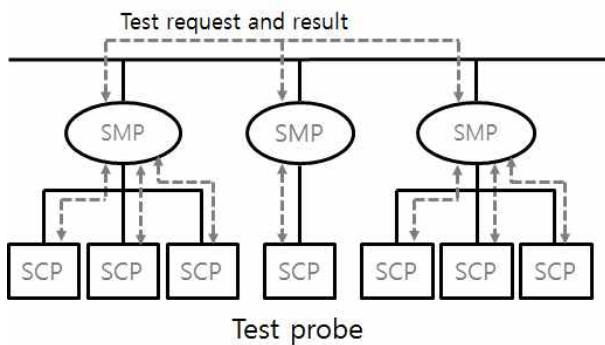 Test request and result
SMP SMP SMP
SCP SCP SCP SCP SCP SCP SCP
Test probe